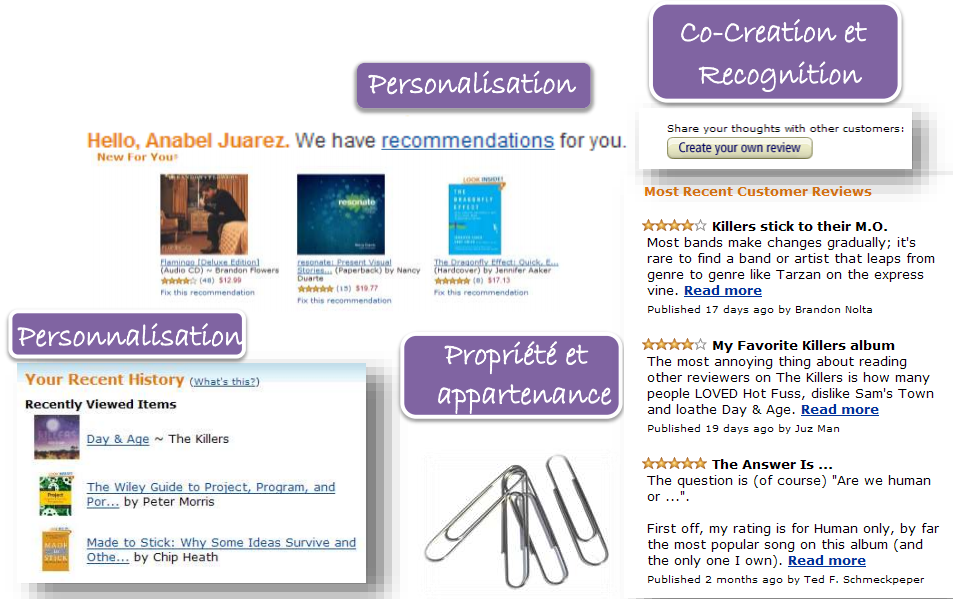 Personalisation
Hello, Anabel Juarez. We have recommendations for you.
New For You
LOOK INSIDE!
resonate
THE
DRAGONFLY
EFFECT
Flamingo [Deluxe Edition]
(Audio CD) ~ Brandon Flowers
(48) $12.99
Fix this recommendation
resonate: Present Visual
Stories... (Paperback) by Nancy
Duarte
(15) $19.77
Fix this recommendation
The Dragonfly Effect: Quick, E...
(Hardcover) by Jennifer Aaker
(8) $17.13
Fix this recommendation
Co-Creation et
Recognition
Share your thoughts with other customers:
Create your own review
Most Recent Customer Reviews
Killers stick to their M.O.
Most bands make changes gradually; it's
rare to find a band or artist that leaps from
genre to genre like Tarzan on the express
vine. Read more
Published 17 days ago by Brandon Nolta
My Favorite Killers album
The most annoying thing about reading
other reviewers on The Killers is how many
people LOVED Hot Fuss, dislike Sam's Town
and loathe Day & Age. Read more
Published 19 days ago by Juz Man
The Answer Is ...
The question is (of course) "Are we human
or ...".
First off, my rating is for Human only, by far
the most popular song on this album (and
the only one I own). Read more
Published 2 months ago by Ted F. Schmeckpeper
Personnalisation
Your Recent History (What's this?)
Recently Viewed Items
KILLERS
Day & Age ~ The Killers
Project
The Wiley Guide to Project, Program, and
Por... by Peter Morris
MADE
to
STICK
Made to Stick: Why Some Ideas Survive and
Othe... by Chip Heath
Propriété et
appartenance